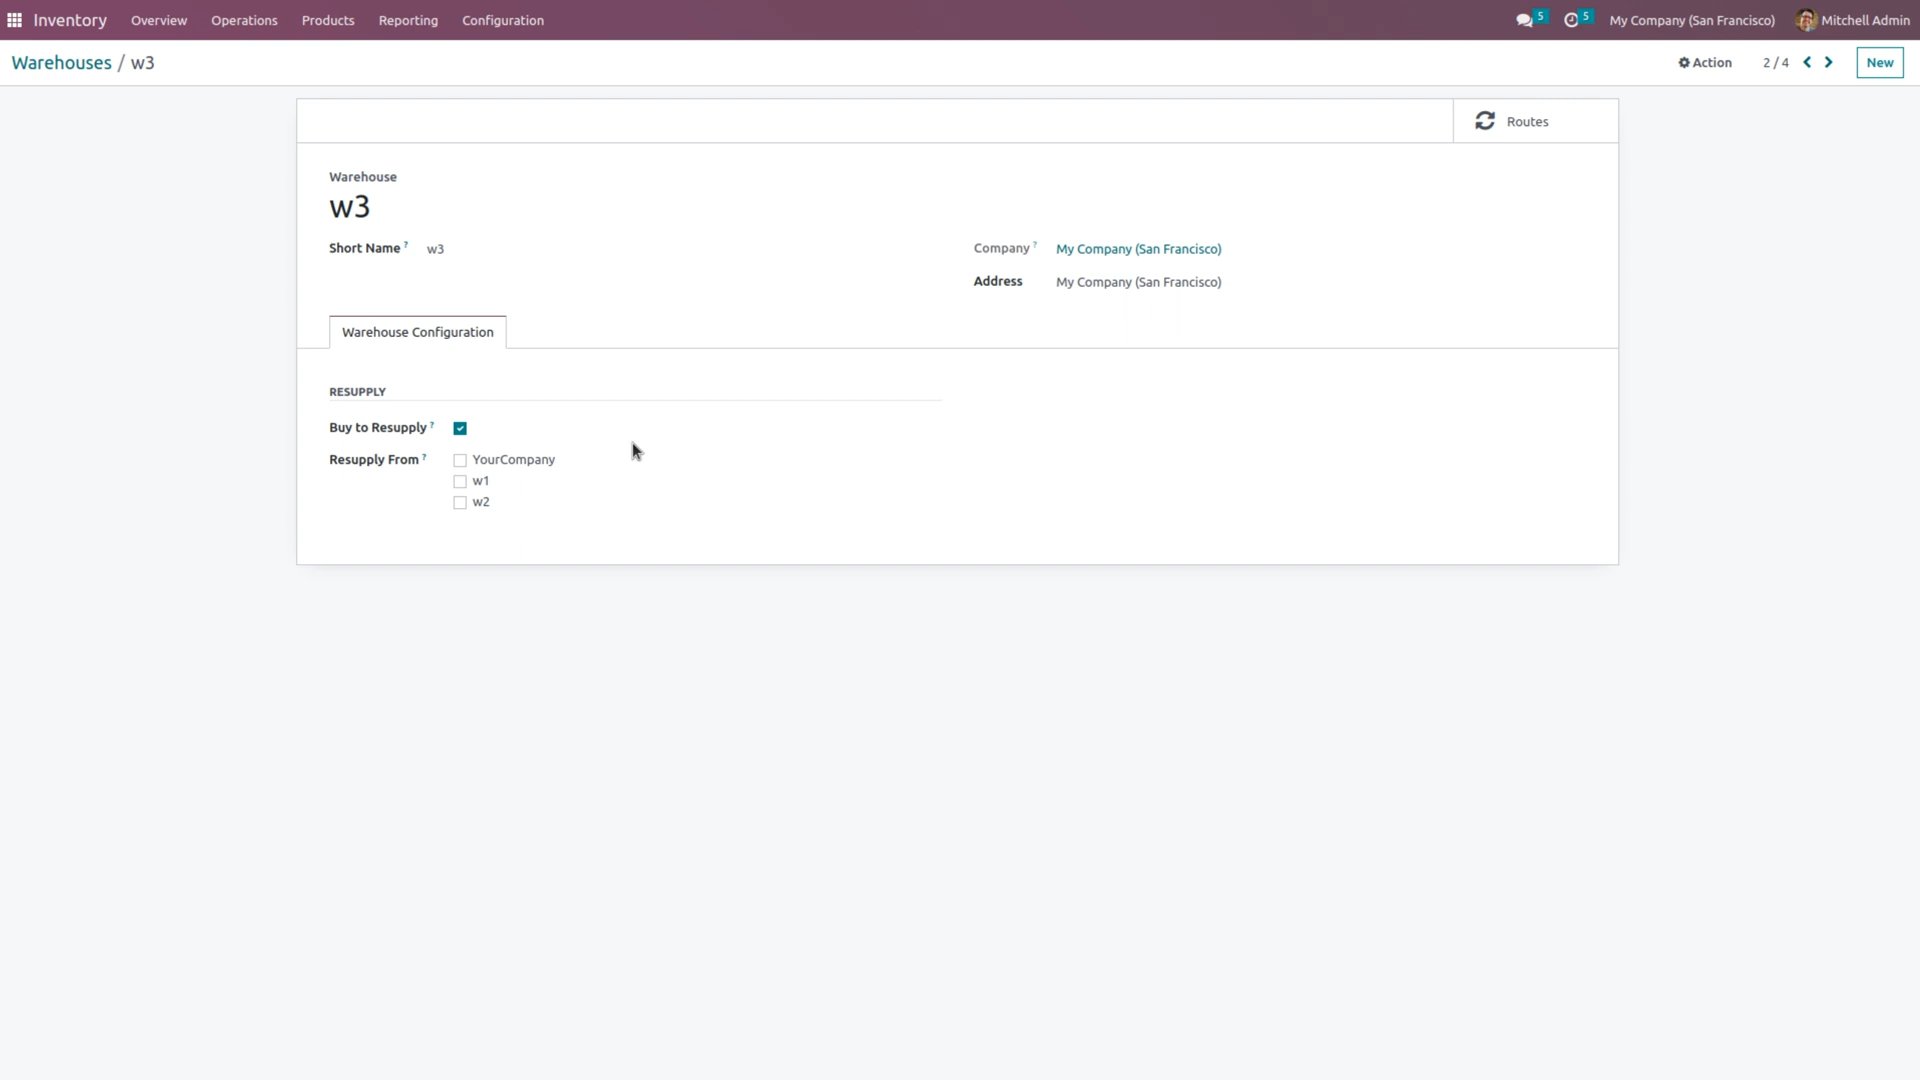 Inventory Overview Operations Products Reporting Configuration 5 5 My Company (San Francisco) Mitchell Admin
Warehouses / w3 Action 2 / 4 New
Routes
Warehouse
w3
Short Name ? w3 Company ? My Company (San Francisco)
Address My Company (San Francisco)
Warehouse Configuration
RESUPPLY
Buy to Resupply ?
Resupply From ? YourCompany
w1
w2